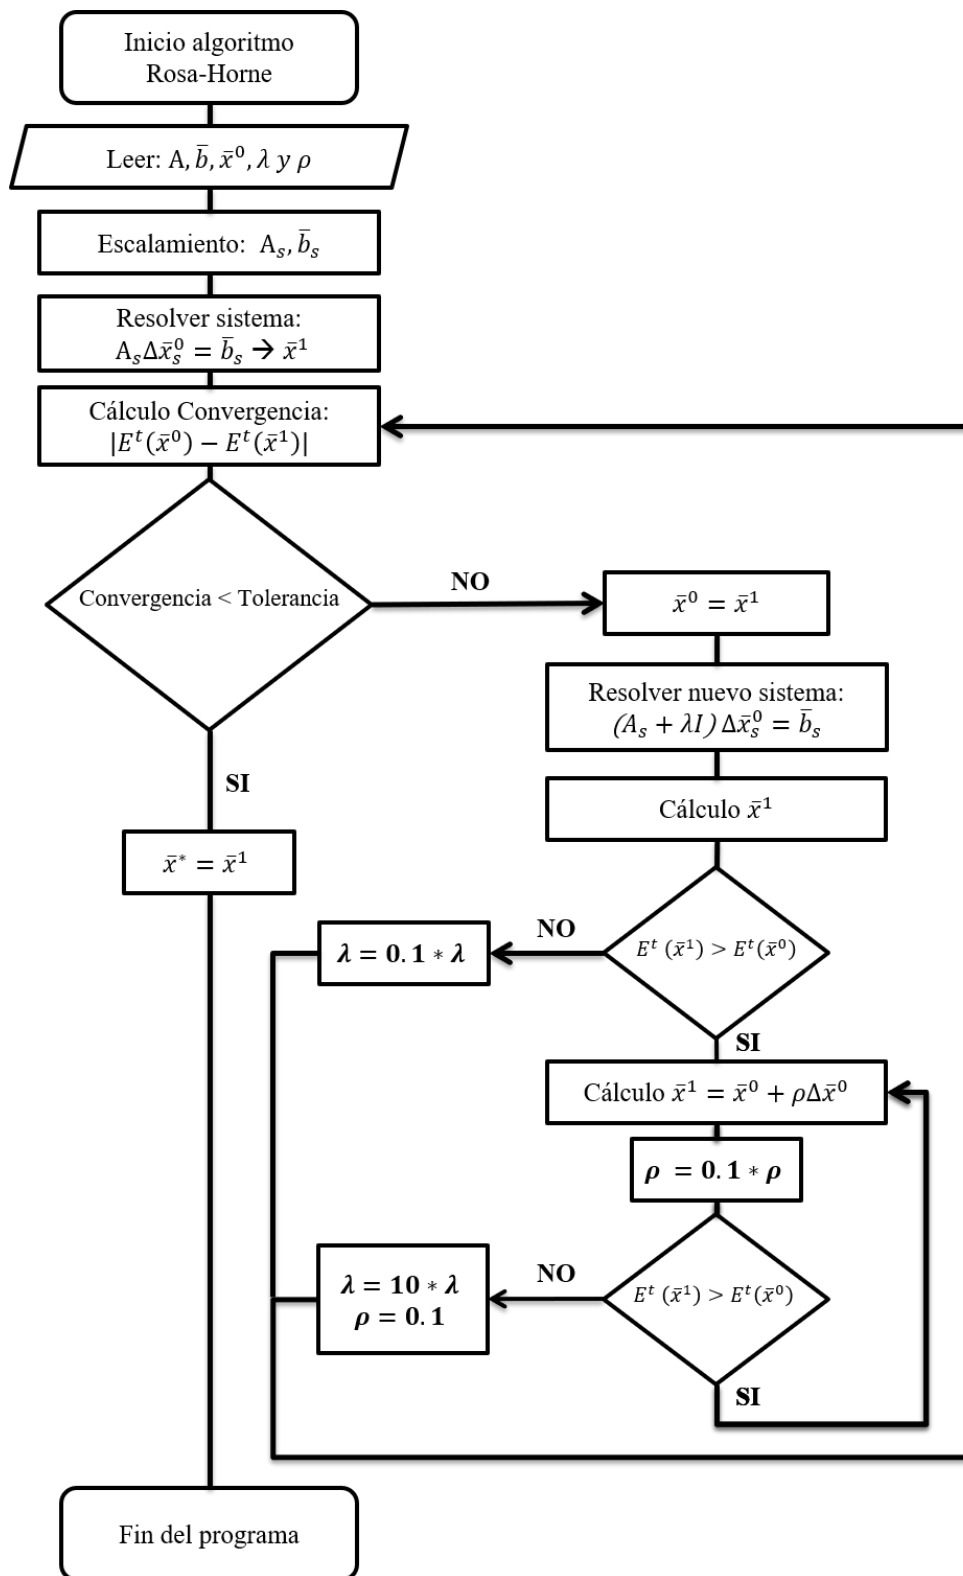 Inicio algoritmo
Rosa-Horne
Leer: A, b̄, x̄⁰, λ y ρ
Escalamiento: Aₛ, b̄ₛ
Resolver sistema:
AₛΔx̄ₛ⁰ = b̄ₛ → x̄¹
Cálculo Convergencia:
|Eᵗ(x̄⁰) − Eᵗ(x̄¹)|
Convergencia < Tolerancia
NO
x̄⁰ = x̄¹
Resolver nuevo sistema:
(Aₛ + λI) Δx̄ₛ⁰ = b̄ₛ
Cálculo x̄¹
SI
x̄* = x̄¹
Eᵗ (x̄¹) > Eᵗ(x̄⁰)
NO
λ = 0.1 * λ
SI
Cálculo x̄¹ = x̄⁰ + ρΔx̄⁰
ρ = 0.1 * ρ
Eᵗ (x̄¹) > Eᵗ(x̄⁰)
NO
λ = 10 * λ
ρ = 0.1
SI
Fin del programa